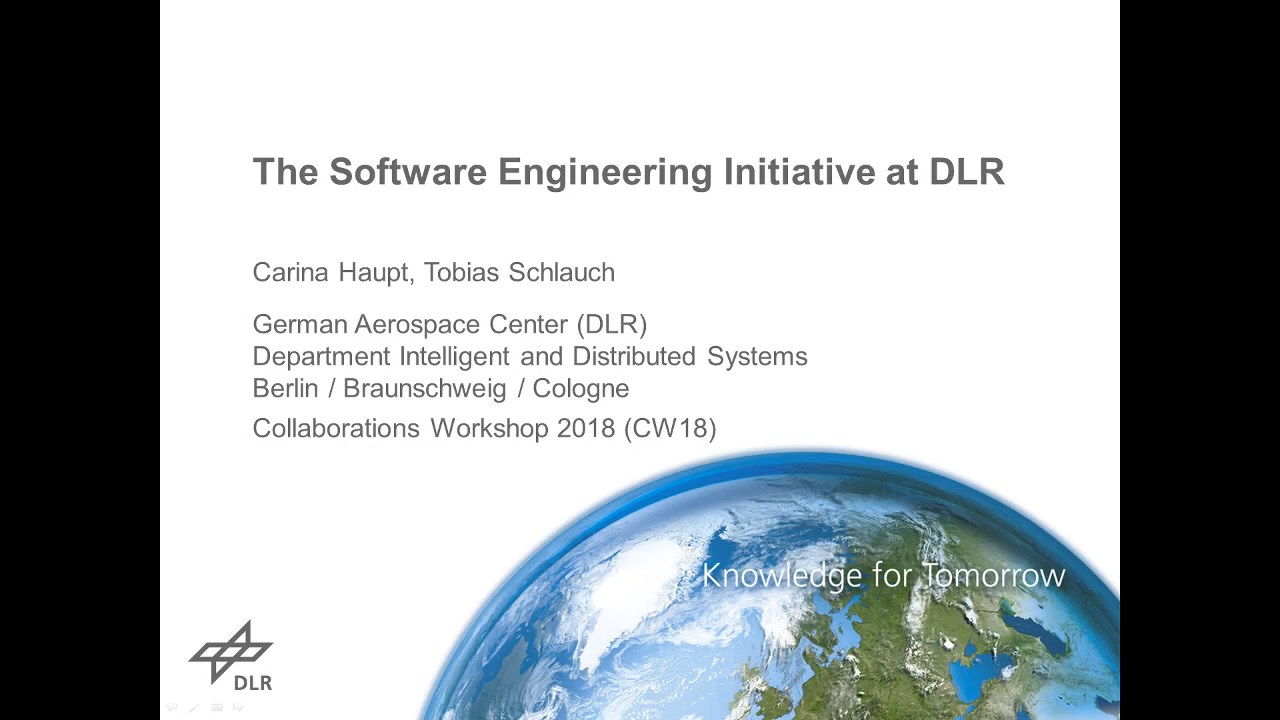 The Software Engineering Initiative at DLR
Carina Haupt, Tobias Schlauch
German Aerospace Center (DLR)
Department Intelligent and Distributed Systems
Berlin / Braunschweig / Cologne
Collaborations Workshop 2018 (CW18)
Knowledge for Tomorrow
DLR